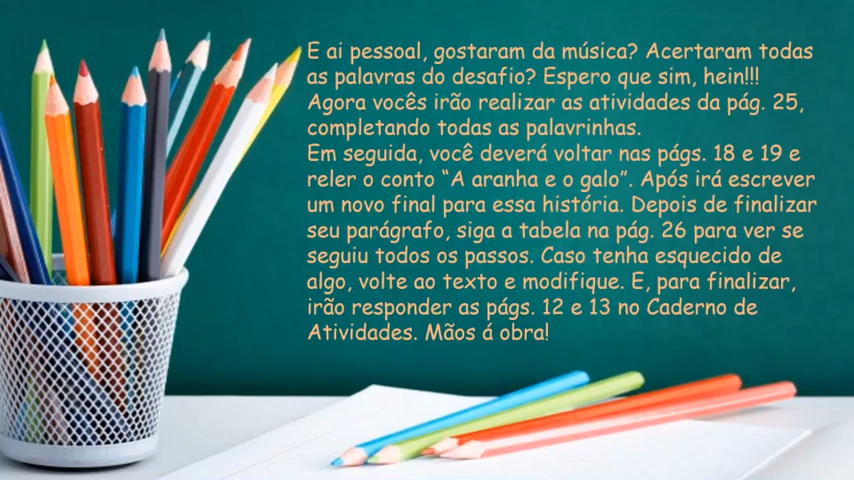 E ai pessoal, gostaram da música? Acertaram todas
as palavras do desafio? Espero que sim, hein!!!
Agora vocês irão realizar as atividades da pág. 25,
completando todas as palavrinhas.
Em seguida, você deverá voltar nas págs. 18 e 19 e
reler o conto “A aranha e o galo”. Após irá escrever
um novo final para essa história. Depois de finalizar
seu parágrafo, siga a tabela na pág. 26 para ver se
seguiu todos os passos. Caso tenha esquecido de
algo, volte ao texto e modifique. E, para finalizar,
irão responder as págs. 12 e 13 no Caderno de
Atividades. Mãos á obra!